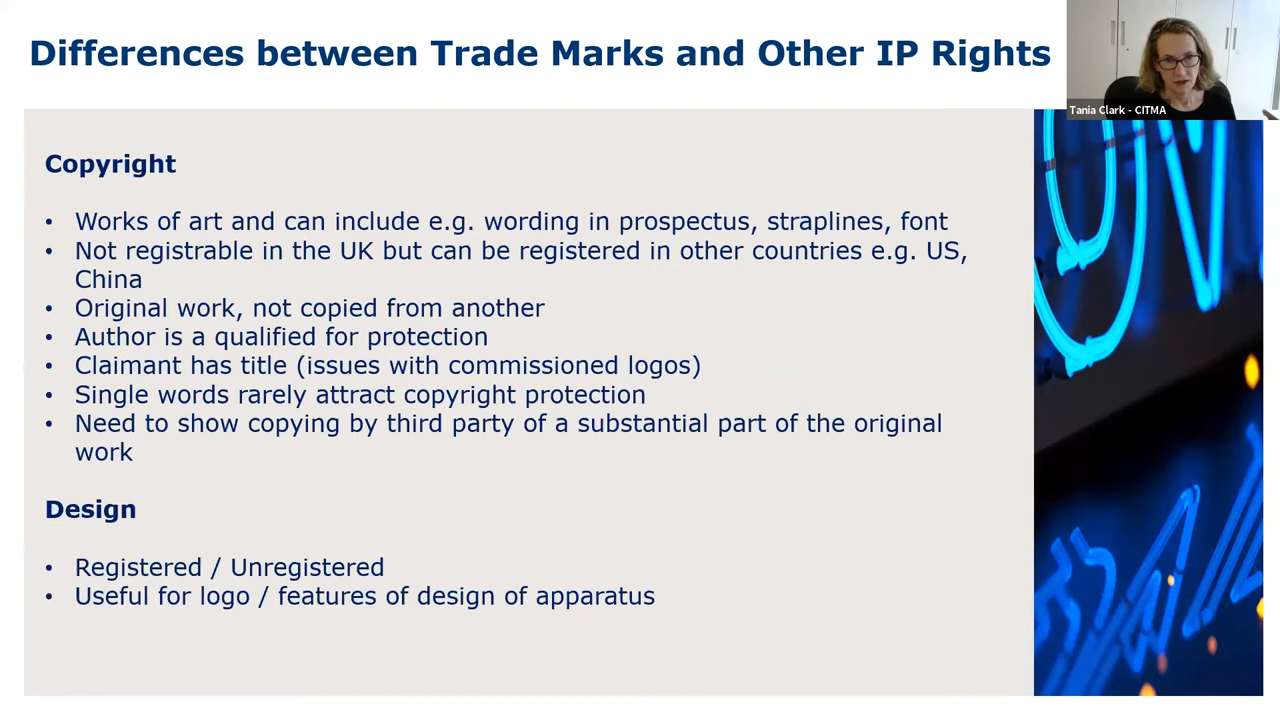 Differences between Trade Marks and Other IP Rights
Tania Clark - CITMA
Copyright
• Works of art and can include e.g. wording in prospectus, straplines, font
• Not registrable in the UK but can be registered in other countries e.g. US,
China
• Original work, not copied from another
• Author is a qualified for protection
• Claimant has title (issues with commissioned logos)
• Single words rarely attract copyright protection
• Need to show copying by third party of a substantial part of the original
work
Design
• Registered / Unregistered
• Useful for logo / features of design of apparatus